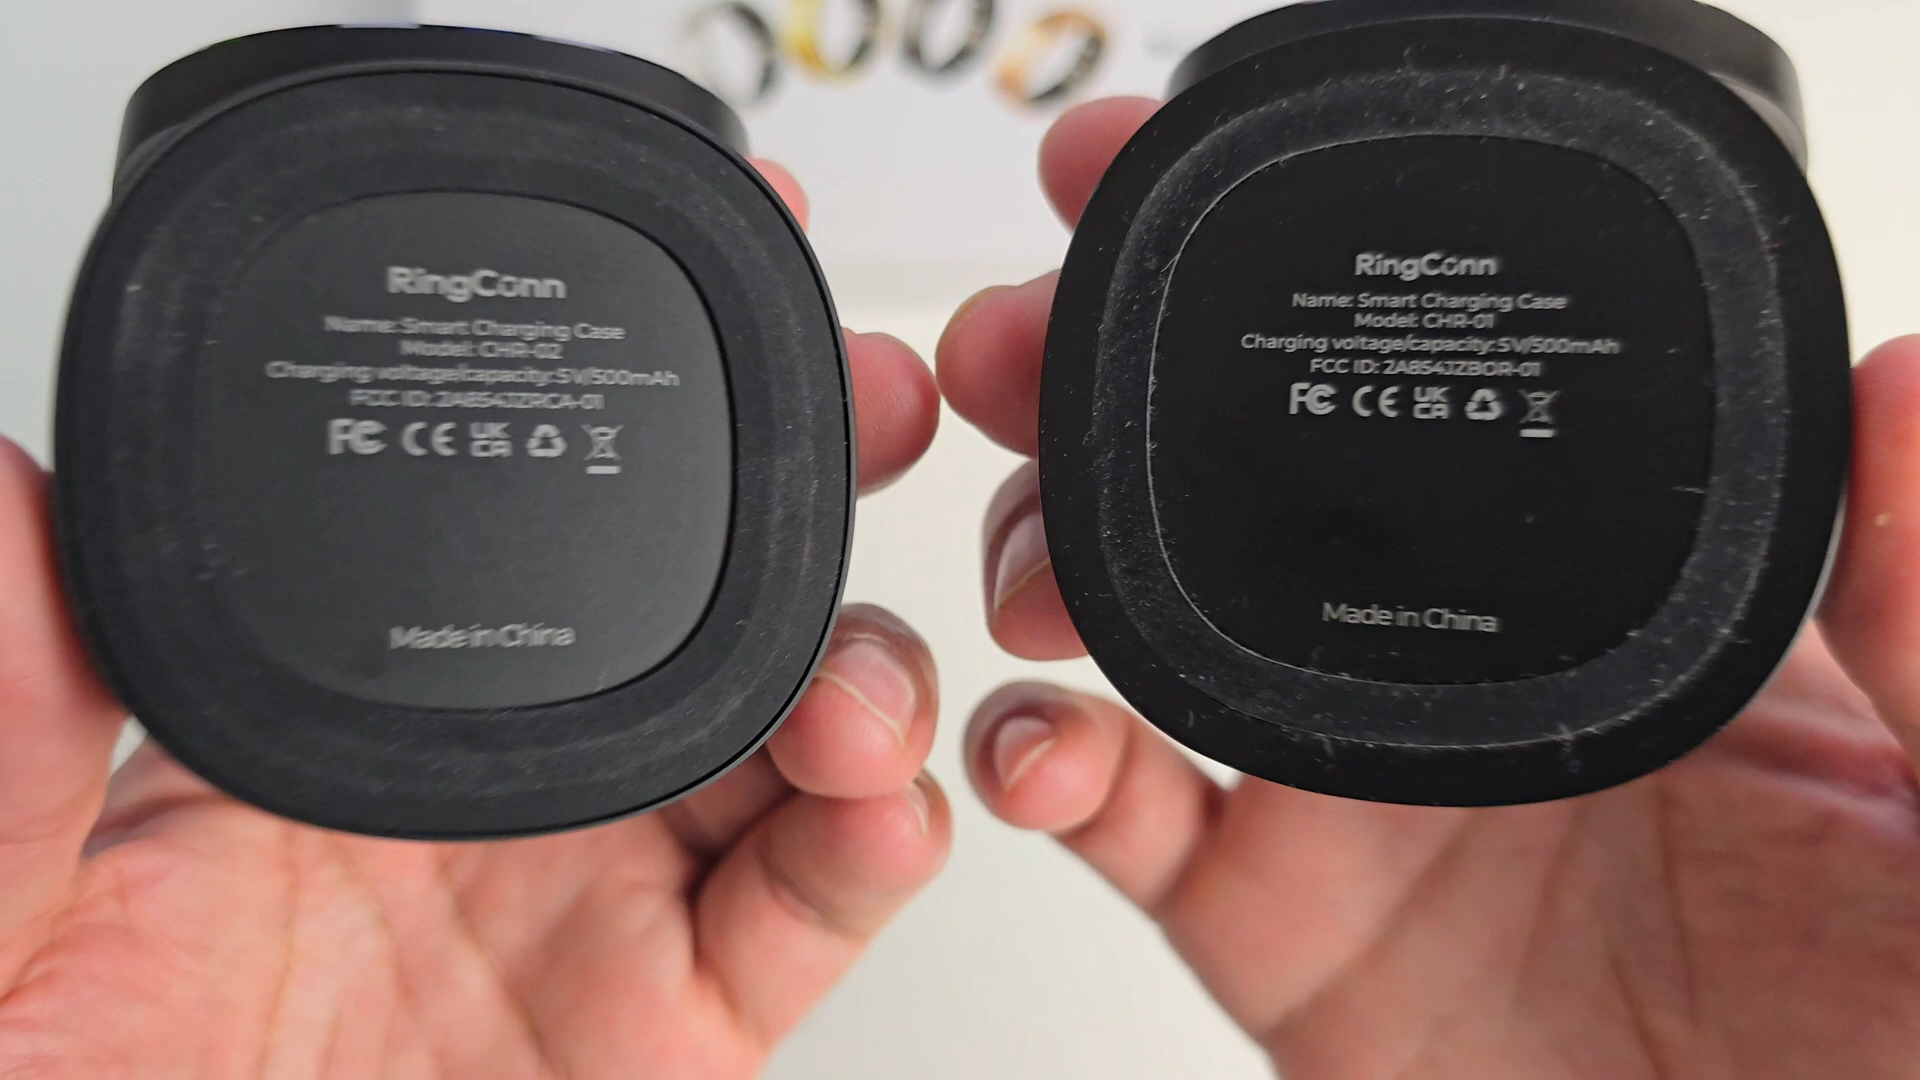 RingConn
Name: Smart Charging Case
Model: CHR-02
Charging voltage/capacity: 5V/500mAh
FCC ID: 2A854JZRCA-01
FC CE UK CA
Made in China
RingConn
Name: Smart Charging Case
Model: CHR-01
Charging voltage/capacity: 5V/500mAh
FCC ID: 2A854JZBOR-01
FC CE UK CA
Made in China